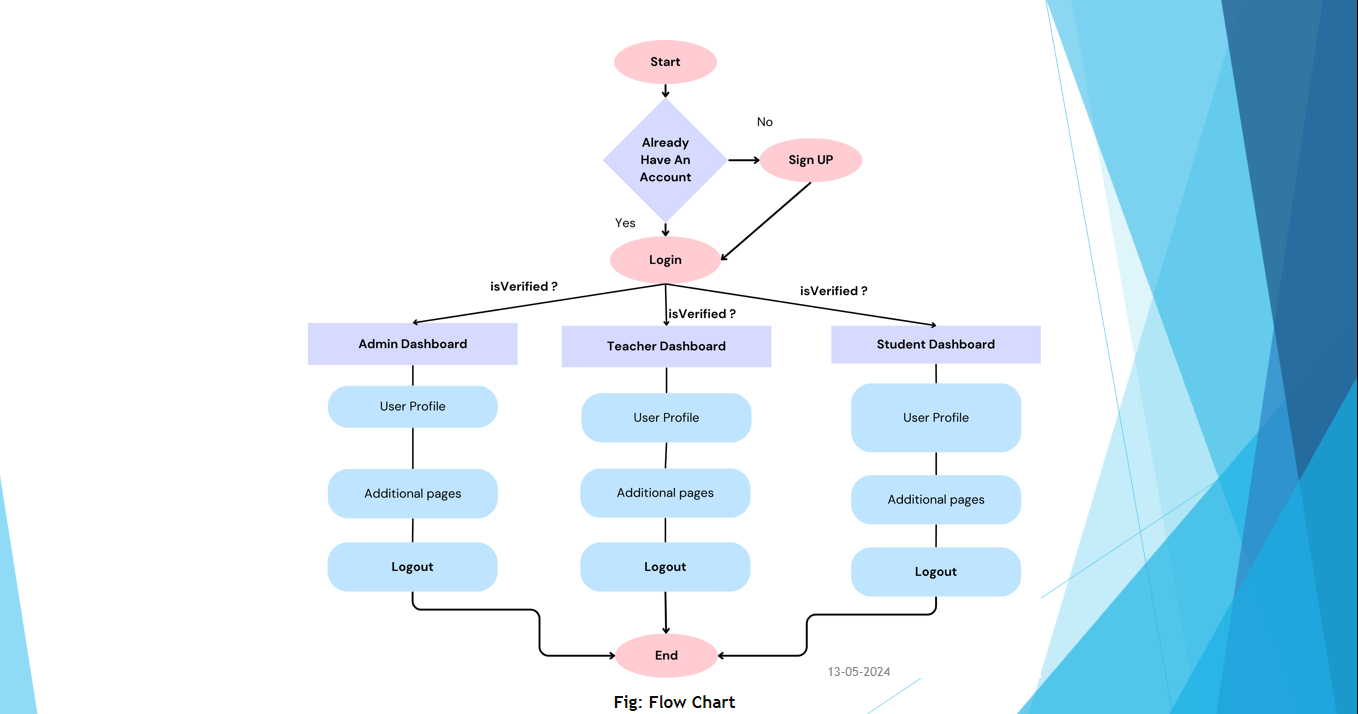 Start
No
Already
Have An
Account
Sign UP
Yes
Login
isVerified ?
isVerified ?
isVerified ?
Admin Dashboard
Teacher Dashboard
Student Dashboard
User Profile
User Profile
User Profile
Additional pages
Additional pages
Additional pages
Logout
Logout
Logout
End
13-05-2024
Fig: Flow Chart